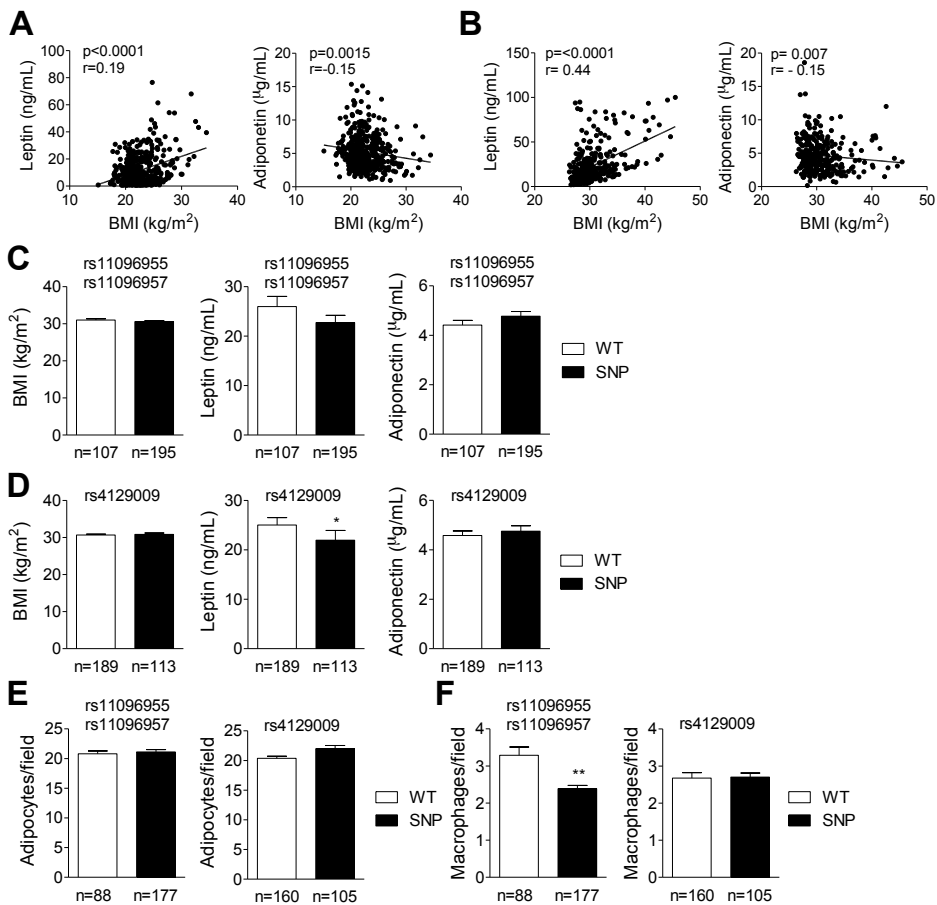 A
p<0.0001
r=0.19
Leptin (ng/mL)
100
80
60
40
20
0
10
20
30
40
BMI (kg/m²)
p=0.0015
r=-0.15
Adiponetin (µg/mL)
20
15
10
5
0
10
20
30
40
BMI (kg/m²)
B
p=<0.0001
r= 0.44
Leptin (ng/mL)
150
100
50
0
20
30
40
50
BMI (kg/m²)
p= 0.007
r= - 0.15
Adiponectin (µg/mL)
20
15
10
5
0
20
30
40
50
BMI (kg/m²)
C
rs11096955
rs11096957
BMI (kg/m²)
40
30
20
10
0
n=107 n=195
rs11096955
rs11096957
Leptin (ng/mL)
30
20
10
0
n=107 n=195
rs11096955
rs11096957
Adiponectin (µg/mL)
6
4
2
0
n=107 n=195
WT
SNP
D
rs4129009
BMI (kg/m²)
40
30
20
10
0
n=189 n=113
rs4129009
*
Leptin (ng/mL)
30
20
10
0
n=189 n=113
rs4129009
Adiponectin (µg/mL)
6
4
2
0
n=189 n=113
WT
SNP
E
rs11096955
rs11096957
Adipocytes/field
25
20
15
10
5
0
n=88 n=177
rs4129009
Adipocytes/field
25
20
15
10
5
0
n=160 n=105
WT
SNP
F
rs11096955
rs11096957
**
Macrophages/field
4
3
2
1
0
n=88 n=177
rs4129009
Macrophages/field
4
3
2
1
0
n=160 n=105
WT
SNP